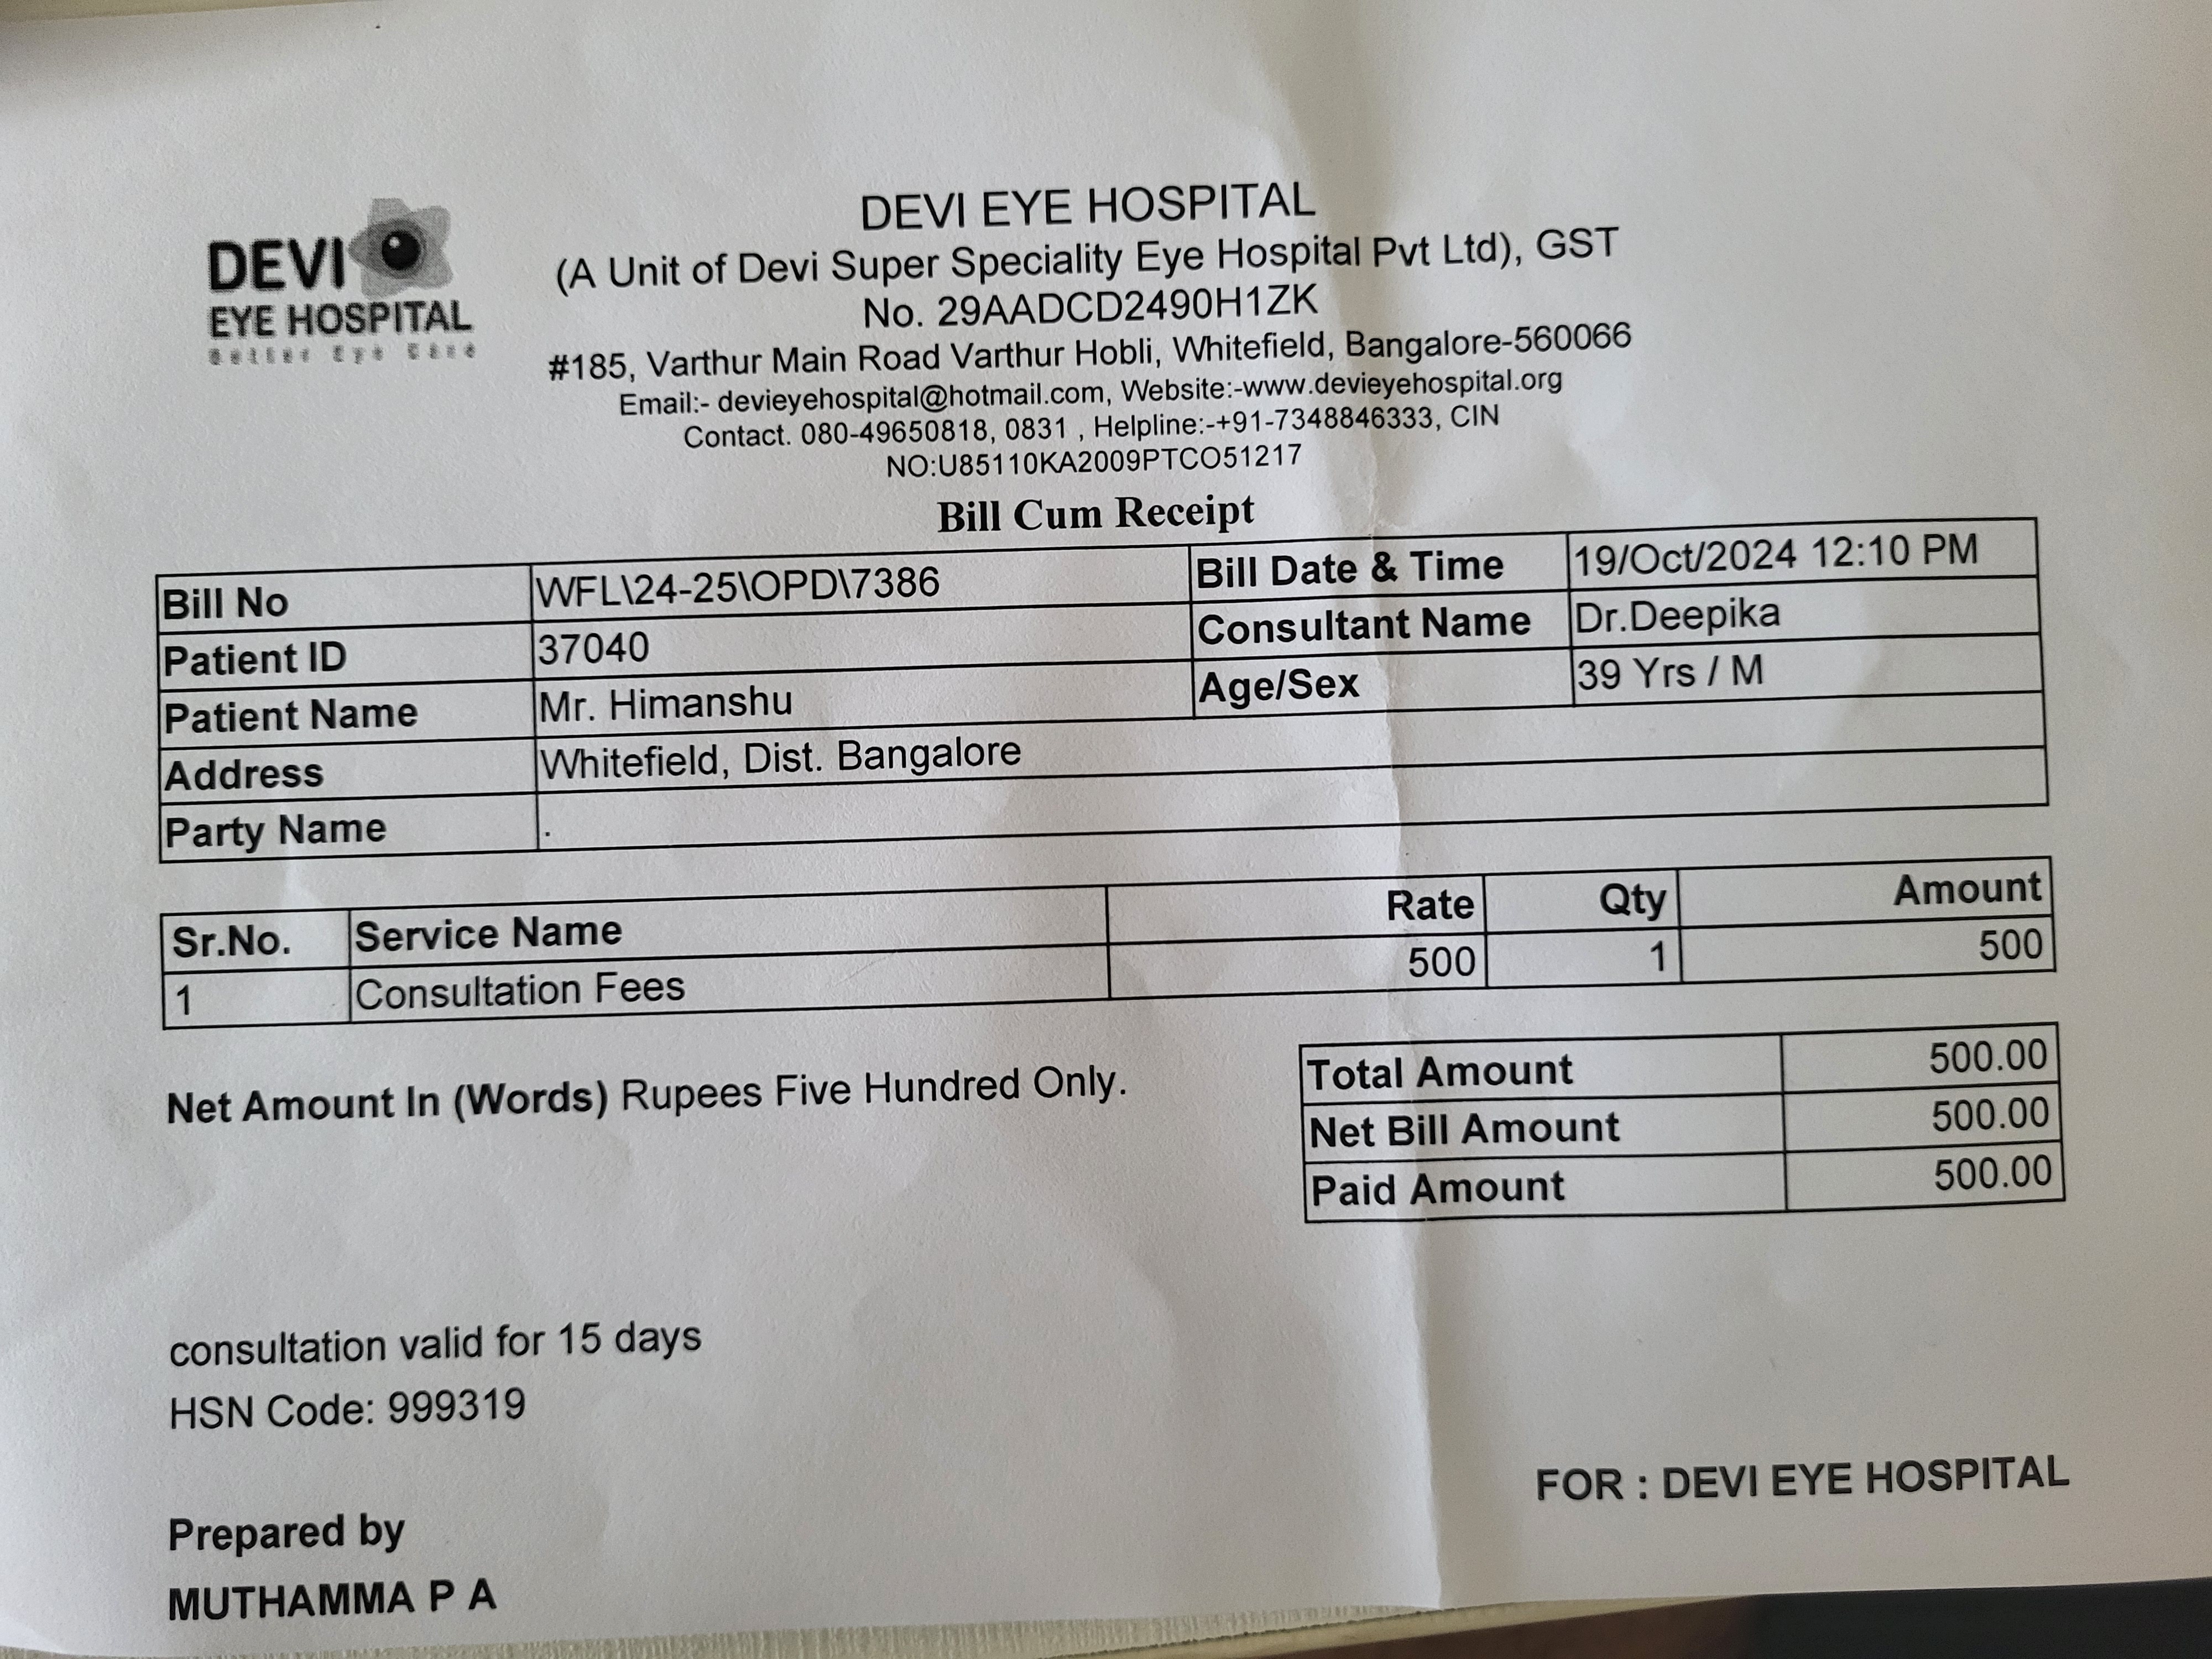 DEVI
EYE HOSPITAL
DEVI EYE HOSPITAL
(A Unit of Devi Super Speciality Eye Hospital Pvt Ltd), GST
No. 29AADCD2490H1ZK
#185, Varthur Main Road Varthur Hobli, Whitefield, Bangalore-560066
Email:- devieyehospital@hotmail.com, Website:-www.devieyehospital.org
Contact. 080-49650818, 0831 , Helpline:-+91-7348846333, CIN
NO:U85110KA2009PTCO51217
Bill Cum Receipt
Bill No WFL\24-25\OPD\7386 Bill Date & Time 19/Oct/2024 12:10 PM
Patient ID 37040 Consultant Name Dr.Deepika
Patient Name Mr. Himanshu Age/Sex 39 Yrs / M
Address Whitefield, Dist. Bangalore
Party Name .
Sr.No. Service Name Rate Qty Amount
1 Consultation Fees 500 1 500
Total Amount 500.00
Net Amount In (Words) Rupees Five Hundred Only. Net Bill Amount 500.00
Paid Amount 500.00
consultation valid for 15 days
HSN Code: 999319
FOR : DEVI EYE HOSPITAL
Prepared by
MUTHAMMA P A